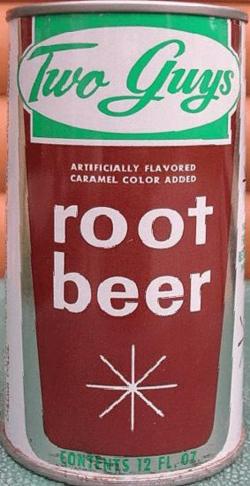 Two Guys
ARTIFICIALLY FLAVORED
CARAMEL COLOR ADDED
root
beer
CONTENTS 12 FL. OZ.